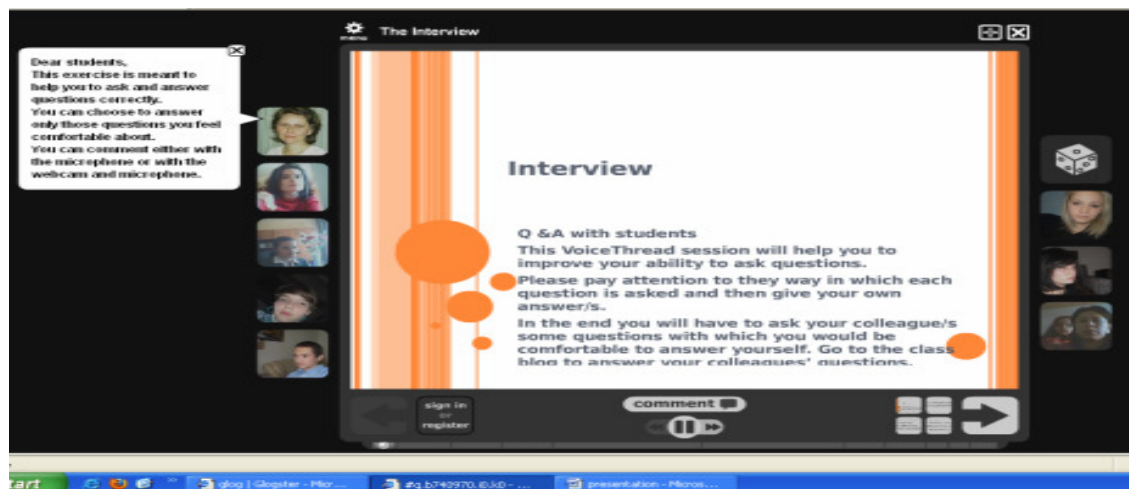 menu
The Interview
Dear students,
This exercise is meant to
help you to ask and answer
questions correctly.
You can choose to answer
only those questions you feel
comfortable about.
You can comment either with
the microphone or with the
webcam and microphone.
Interview
Q &A with students
This VoiceThread session will help you to
improve your ability to ask questions.
Please pay attention to they way in which each
question is asked and then give your own
answer/s.
In the end you will have to ask your colleague/s
some questions with which you would be
comfortable to answer yourself. Go to the class
blog to answer your colleagues' questions.
sign in
or
register
comment
tart
glog | Glogster - Micr...
presentation - Micros...